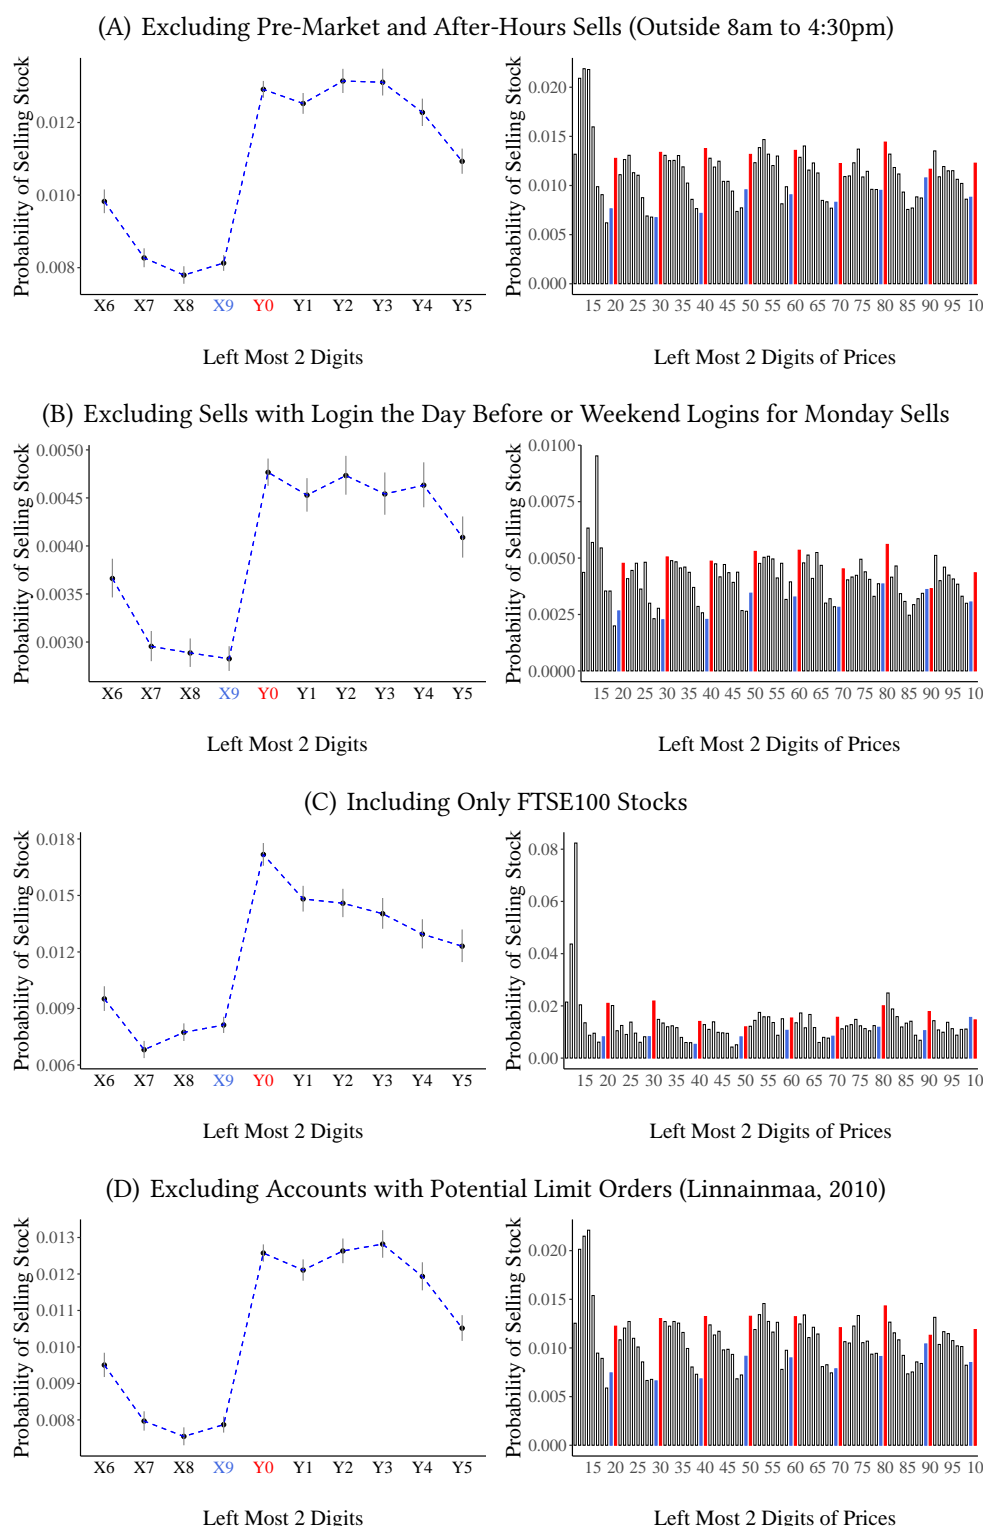 (A) Excluding Pre-Market and After-Hours Sells (Outside 8am to 4:30pm)
Probability of Selling Stock
0.012
0.010
0.008
X6 X7 X8 X9 Y0 Y1 Y2 Y3 Y4 Y5
Left Most 2 Digits
Probability of Selling Stock
0.020
0.015
0.010
0.005
0.000
15 20 25 30 35 40 45 50 55 60 65 70 75 80 85 90 95 10
Left Most 2 Digits of Prices
(B) Excluding Sells with Login the Day Before or Weekend Logins for Monday Sells
Probability of Selling Stock
0.0050
0.0045
0.0040
0.0035
0.0030
X6 X7 X8 X9 Y0 Y1 Y2 Y3 Y4 Y5
Left Most 2 Digits
Probability of Selling Stock
0.0100
0.0075
0.0050
0.0025
0.0000
15 20 25 30 35 40 45 50 55 60 65 70 75 80 85 90 95 10
Left Most 2 Digits of Prices
(C) Including Only FTSE100 Stocks
Probability of Selling Stock
0.018
0.015
0.012
0.009
0.006
X6 X7 X8 X9 Y0 Y1 Y2 Y3 Y4 Y5
Left Most 2 Digits
Probability of Selling Stock
0.08
0.06
0.04
0.02
0.00
15 20 25 30 35 40 45 50 55 60 65 70 75 80 85 90 95 10
Left Most 2 Digits of Prices
(D) Excluding Accounts with Potential Limit Orders (Linnainmaa, 2010)
Probability of Selling Stock
0.013
0.012
0.011
0.010
0.009
0.008
X6 X7 X8 X9 Y0 Y1 Y2 Y3 Y4 Y5
Left Most 2 Digits
Probability of Selling Stock
0.020
0.015
0.010
0.005
0.000
15 20 25 30 35 40 45 50 55 60 65 70 75 80 85 90 95 10
Left Most 2 Digits of Prices